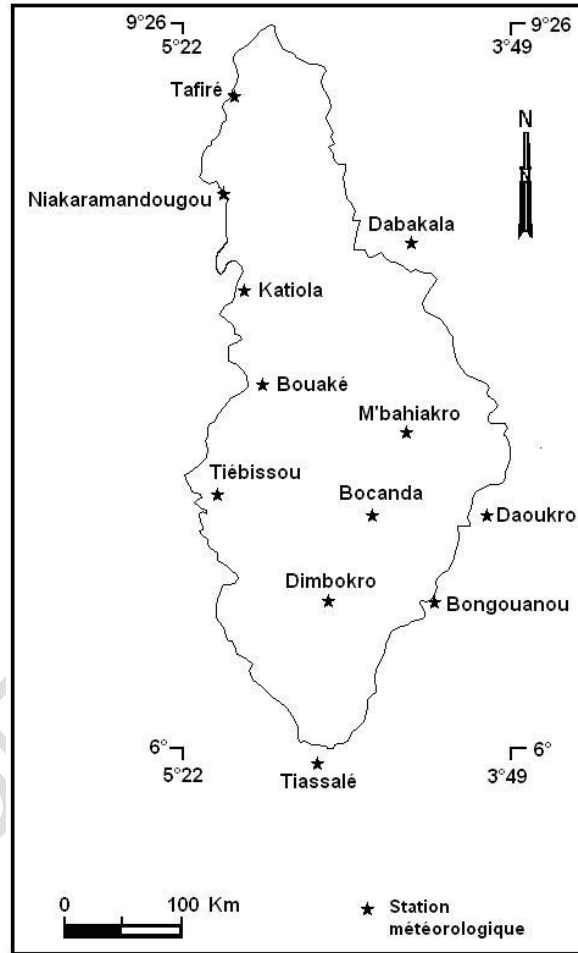 9°26
5°22
9°26
3°49
Tafiré
N
Niakaramandougou
Dabakala
Katiola
Bouaké
M'bahiakro
Tiébissou
Bocanda
Daoukro
Dimbokro
Bongouanou
6°
5°22
6°
3°49
Tiassalé
0 100 Km
Station
météorologique